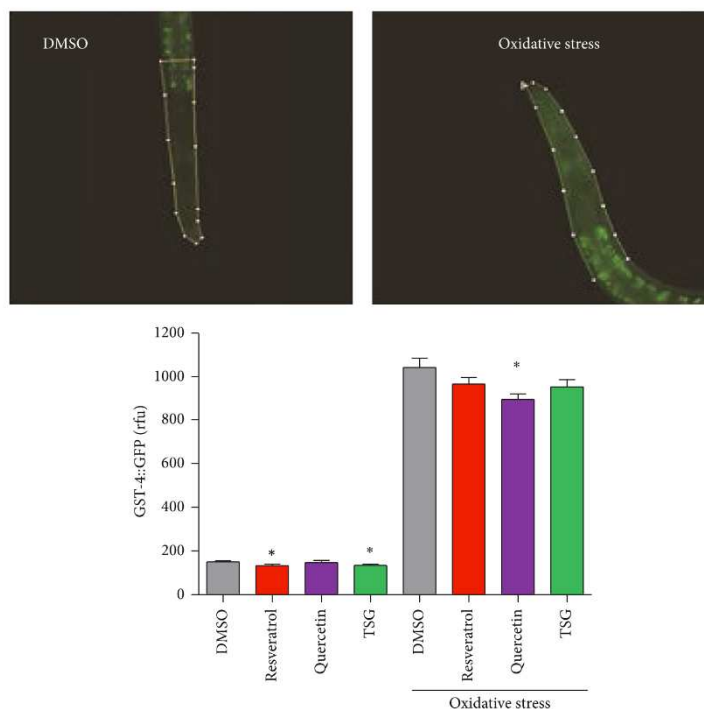 DMSO
Oxidative stress
1200
1000
800
600
400
200
0
GST-4::GFP (rfu)
*
*
*
DMSO
Resveratrol
Quercetin
TSG
DMSO
Resveratrol
Quercetin
TSG
Oxidative stress